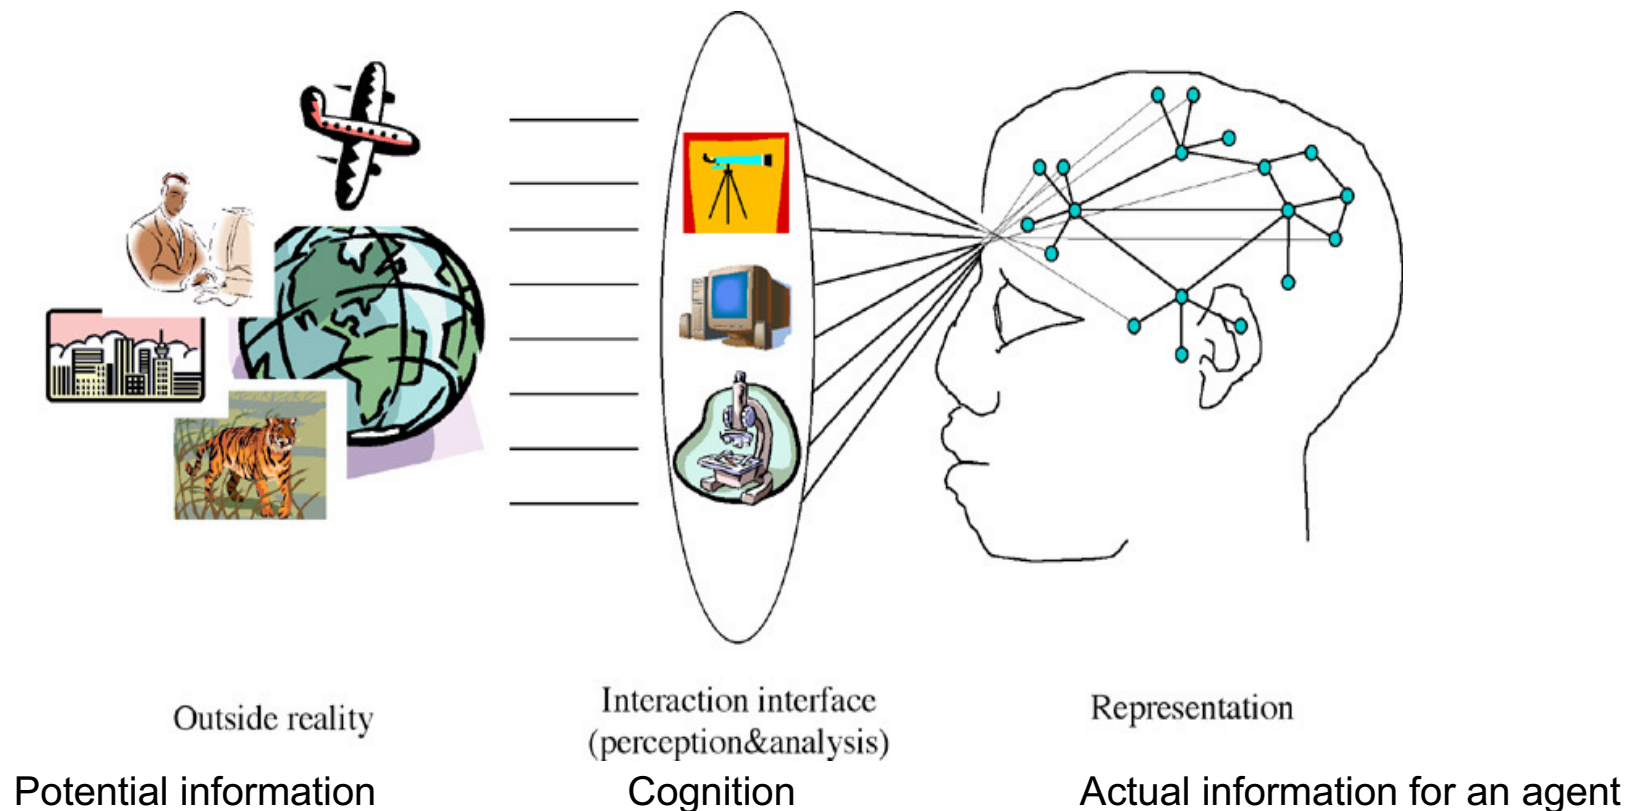 Outside reality
Interaction interface
(perception&analysis)
Representation
Potential information
Cognition
Actual information for an agent